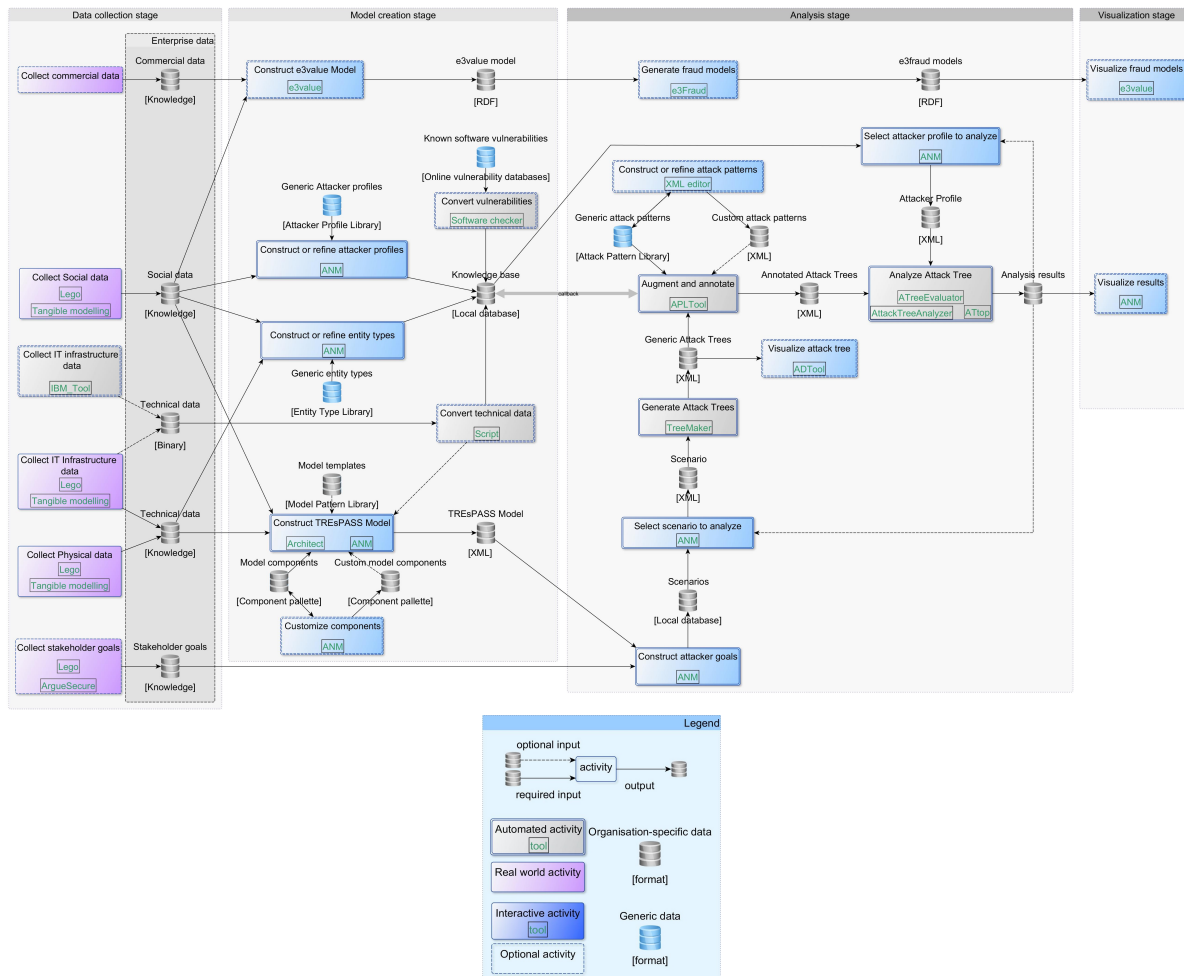 Data collection stage
Model creation stage
Analysis stage
Visualization stage
Enterprise data
Collect commercial data
Commercial data
[Knowledge]
Construct e3value Model
e3value
e3value model
[RDF]
Generate fraud models
e3Fraud
e3fraud models
[RDF]
Visualize fraud models
e3value
Known software vulnerabilities
[Online vulnerability databases]
Convert vulnerabilities
Software checker
Select attacker profile to analyze
ANM
Construct or refine attack patterns
XML editor
Generic Attacker profiles
[Attacker Profile Library]
Generic attack patterns
[Attack Pattern Library]
Custom attack patterns
[XML]
Attacker Profile
[XML]
Construct or refine attacker profiles
ANM
Collect Social data
Lego
Tangible modelling
Social data
[Knowledge]
Knowledge base
[Local database]
callback
Augment and annotate
APLTool
Annotated Attack Trees
[XML]
Analyze Attack Tree
ATreeEvaluator
AttackTreeAnalyzer
ATtop
Analysis results
Visualize results
ANM
Construct or refine entity types
ANM
Generic entity types
[Entity Type Library]
Generic Attack Trees
[XML]
Visualize attack tree
ADTool
Collect IT infrastructure
data
IBM_Tool
Technical data
[Binary]
Convert technical data
Script
Generate Attack Trees
TreeMaker
Collect IT Infrastructure
data
Lego
Tangible modelling
Model templates
[Model Pattern Library]
Scenario
[XML]
Technical data
[Knowledge]
Construct TREsPASS Model
Architect
ANM
TREsPASS Model
[XML]
Select scenario to analyze
ANM
Collect Physical data
Lego
Tangible modelling
Model components
[Component pallette]
Custom model components
[Component pallette]
Scenarios
[Local database]
Customize components
ANM
Collect stakeholder goals
Lego
ArgueSecure
Stakeholder goals
[Knowledge]
Construct attacker goals
ANM
Legend
optional input
required input
activity
output
Automated activity
tool
Organisation-specific data
[format]
Real world activity
Interactive activity
tool
Generic data
[format]
Optional activity